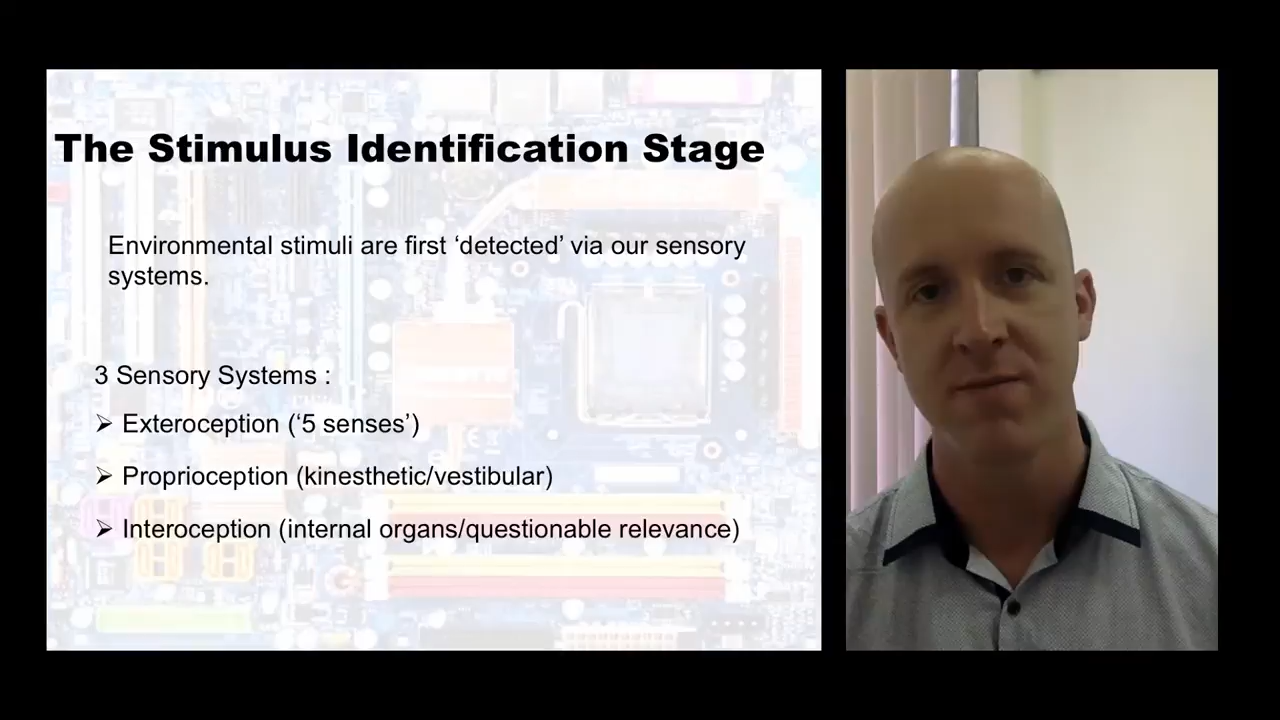 The Stimulus Identification Stage
Environmental stimuli are first ‘detected’ via our sensory
systems.
3 Sensory Systems :
➢ Exteroception (‘5 senses’)
➢ Proprioception (kinesthetic/vestibular)
➢ Interoception (internal organs/questionable relevance)